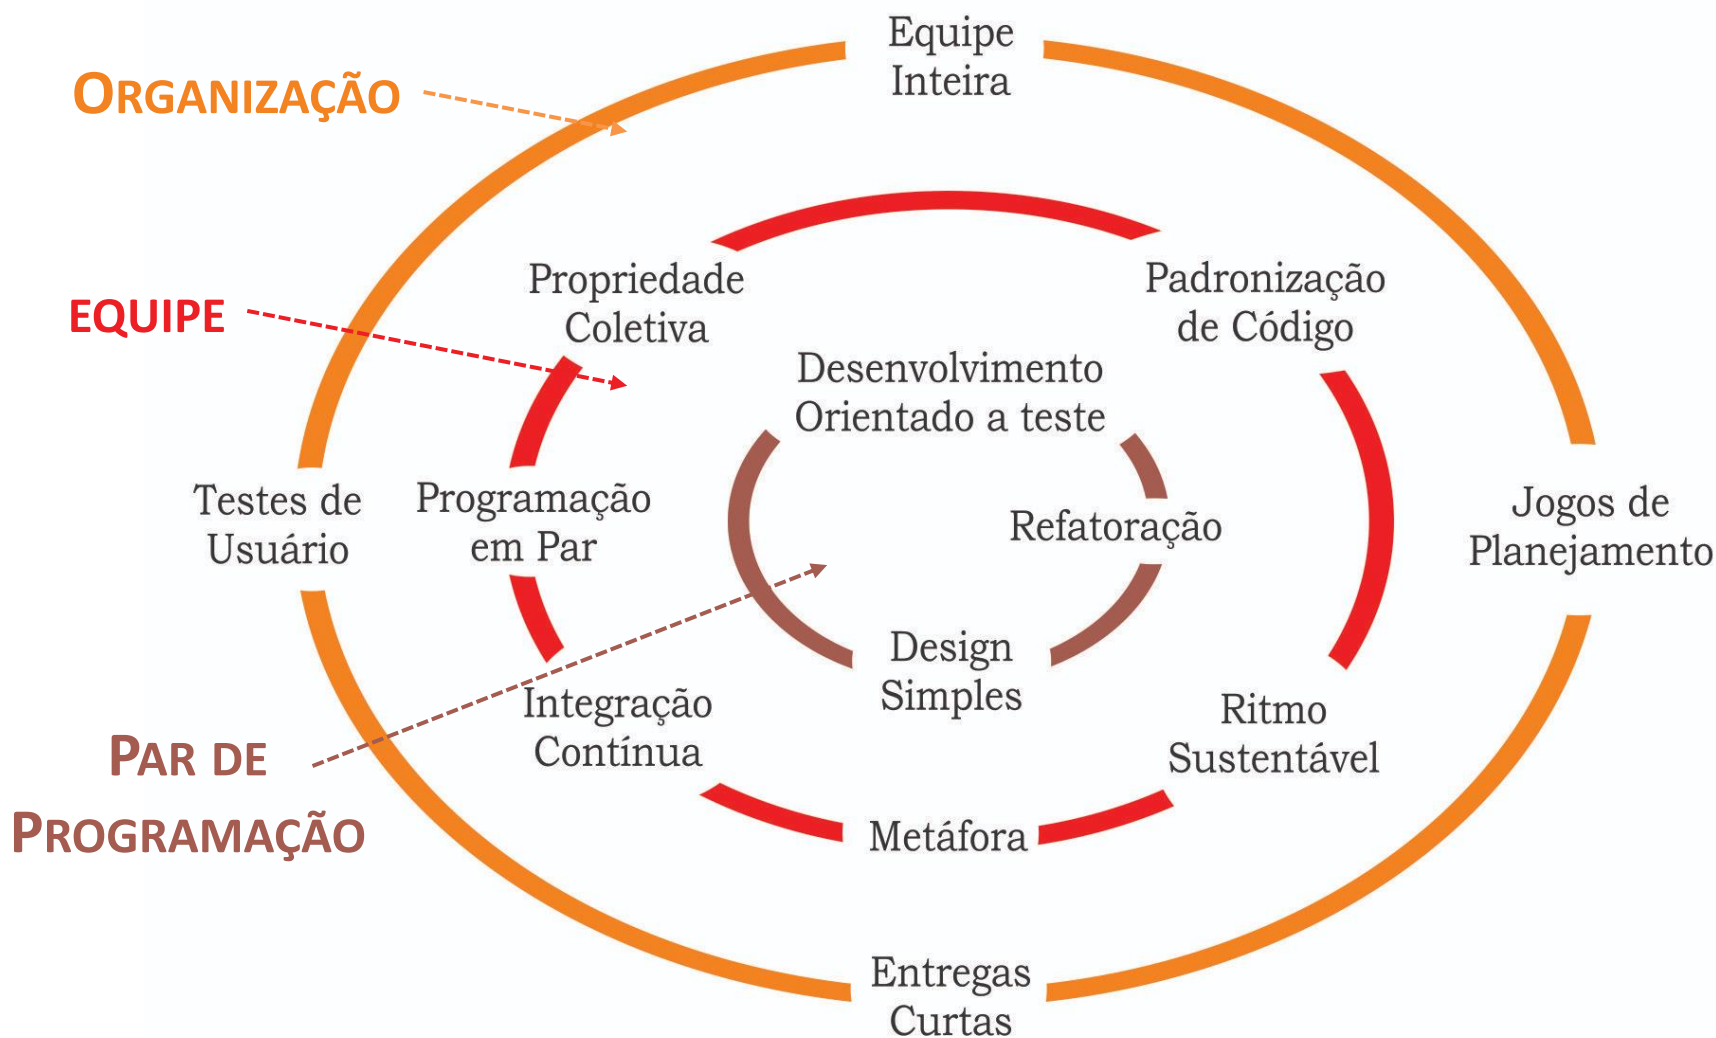 Equipe
Inteira
ORGANIZAÇÃO
Propriedade
Coletiva
Padronização
de Código
EQUIPE
Desenvolvimento
Orientado a teste
Testes de
Usuário
Programação
em Par
Refatoração
Jogos de
Planejamento
Design
Simples
Integração
Contínua
Ritmo
Sustentável
PAR DE
PROGRAMAÇÃO
Metáfora
Entregas
Curtas